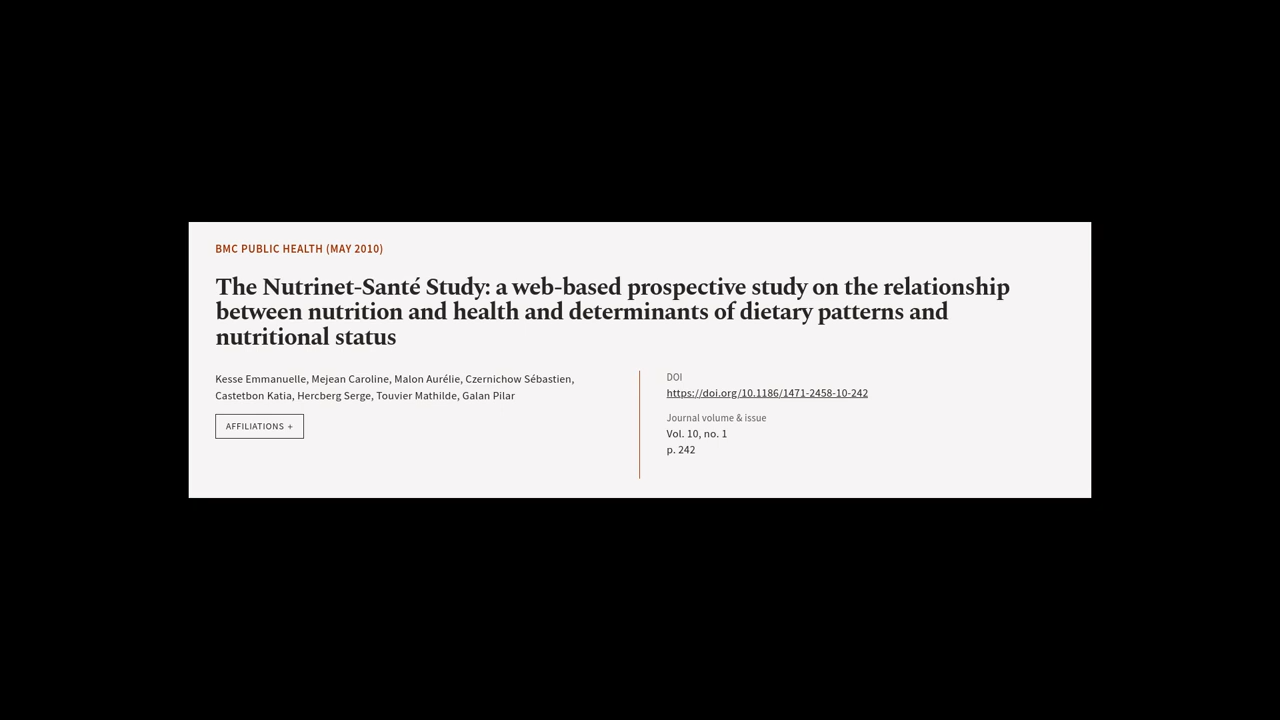 BMC PUBLIC HEALTH (MAY 2010)
The Nutrinet-Santé Study: a web-based prospective study on the relationship
between nutrition and health and determinants of dietary patterns and
nutritional status
Kesse Emmanuelle, Mejean Caroline, Malon Aurélie, Czernichow Sébastien,
Castetbon Katia, Hercberg Serge, Touvier Mathilde, Galan Pilar
AFFILIATIONS +
DOI
https://doi.org/10.1186/1471-2458-10-242
Journal volume & issue
Vol. 10, no. 1
p. 242